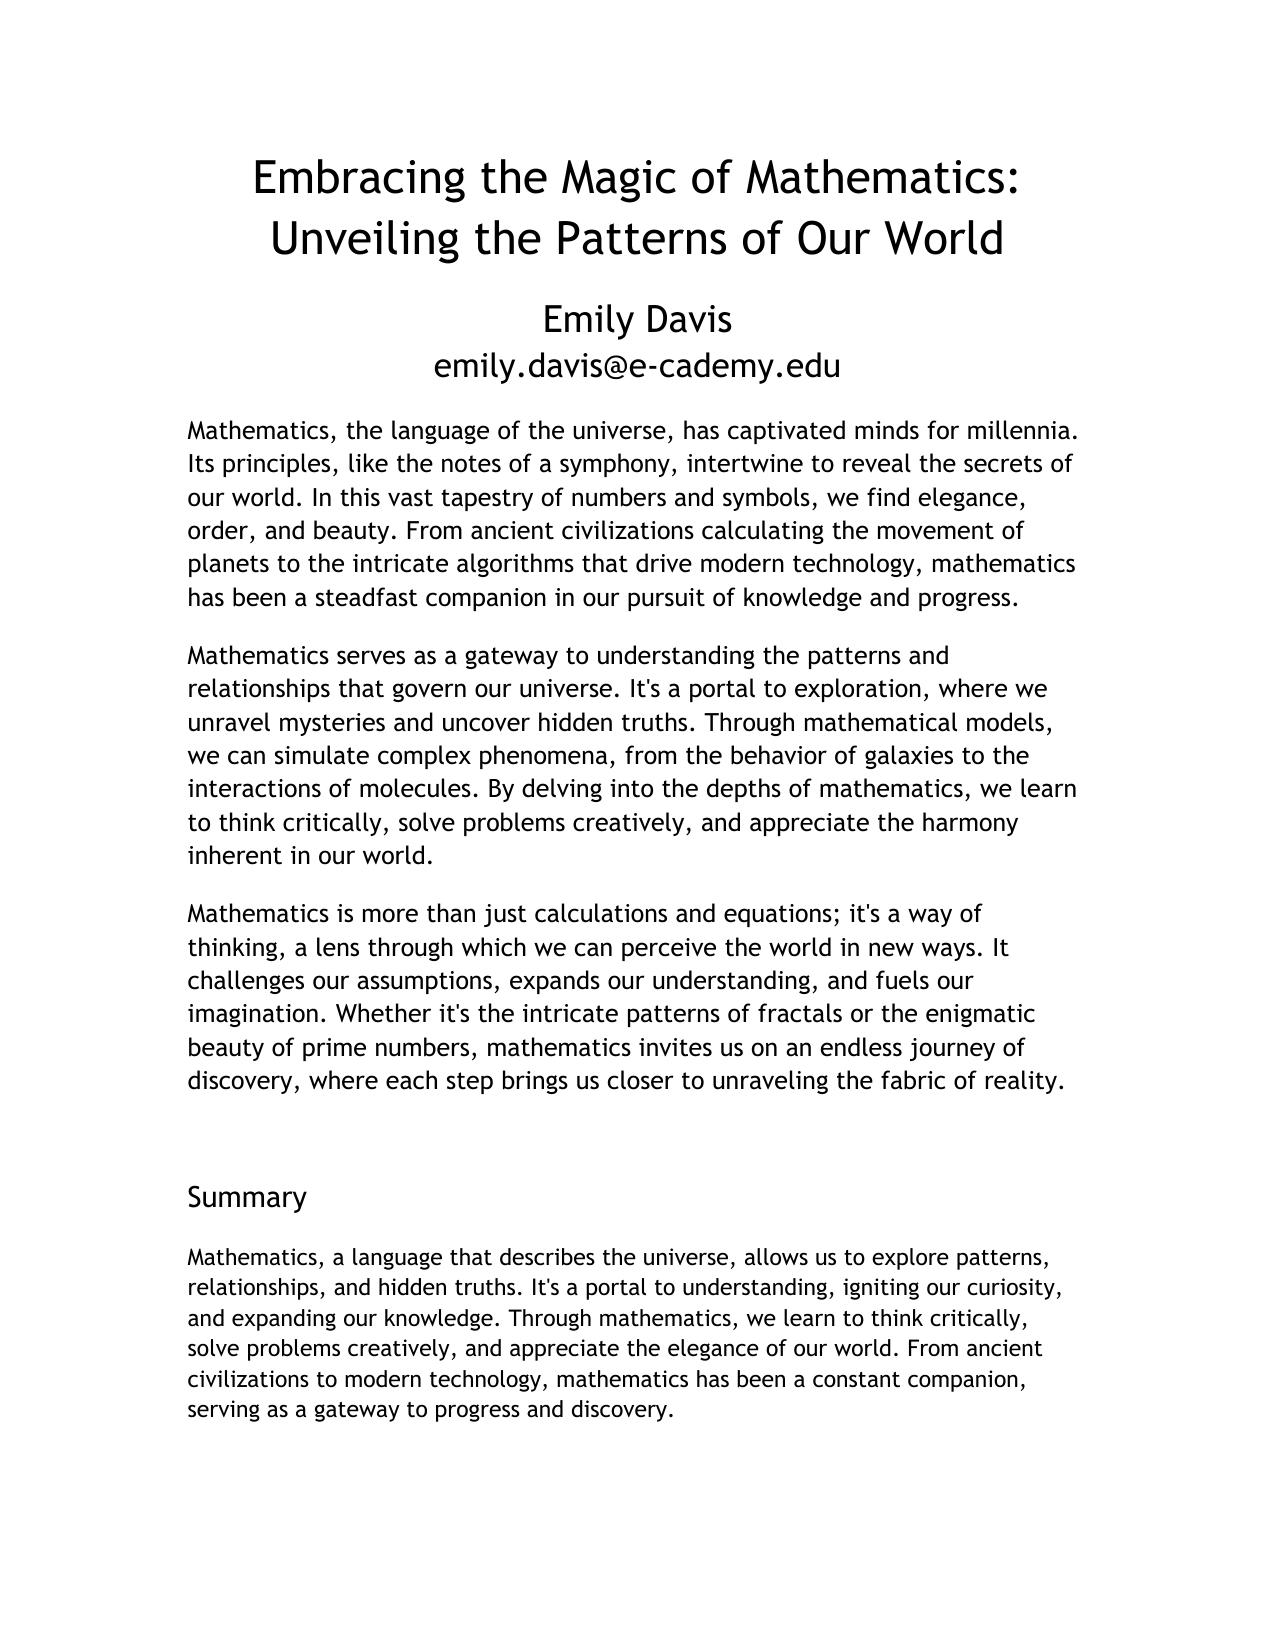 Embracing the Magic of Mathematics:
Unveiling the Patterns of Our World
Emily Davis
emily.davis@e-cademy.edu
Mathematics, the language of the universe, has captivated minds for millennia.
Its principles, like the notes of a symphony, intertwine to reveal the secrets of
our world. In this vast tapestry of numbers and symbols, we find elegance,
order, and beauty. From ancient civilizations calculating the movement of
planets to the intricate algorithms that drive modern technology, mathematics
has been a steadfast companion in our pursuit of knowledge and progress.
Mathematics serves as a gateway to understanding the patterns and
relationships that govern our universe. It's a portal to exploration, where we
unravel mysteries and uncover hidden truths. Through mathematical models,
we can simulate complex phenomena, from the behavior of galaxies to the
interactions of molecules. By delving into the depths of mathematics, we learn
to think critically, solve problems creatively, and appreciate the harmony
inherent in our world.
Mathematics is more than just calculations and equations; it's a way of
thinking, a lens through which we can perceive the world in new ways. It
challenges our assumptions, expands our understanding, and fuels our
imagination. Whether it's the intricate patterns of fractals or the enigmatic
beauty of prime numbers, mathematics invites us on an endless journey of
discovery, where each step brings us closer to unraveling the fabric of reality.
Summary
Mathematics, a language that describes the universe, allows us to explore patterns,
relationships, and hidden truths. It's a portal to understanding, igniting our curiosity,
and expanding our knowledge. Through mathematics, we learn to think critically,
solve problems creatively, and appreciate the elegance of our world. From ancient
civilizations to modern technology, mathematics has been a constant companion,
serving as a gateway to progress and discovery.